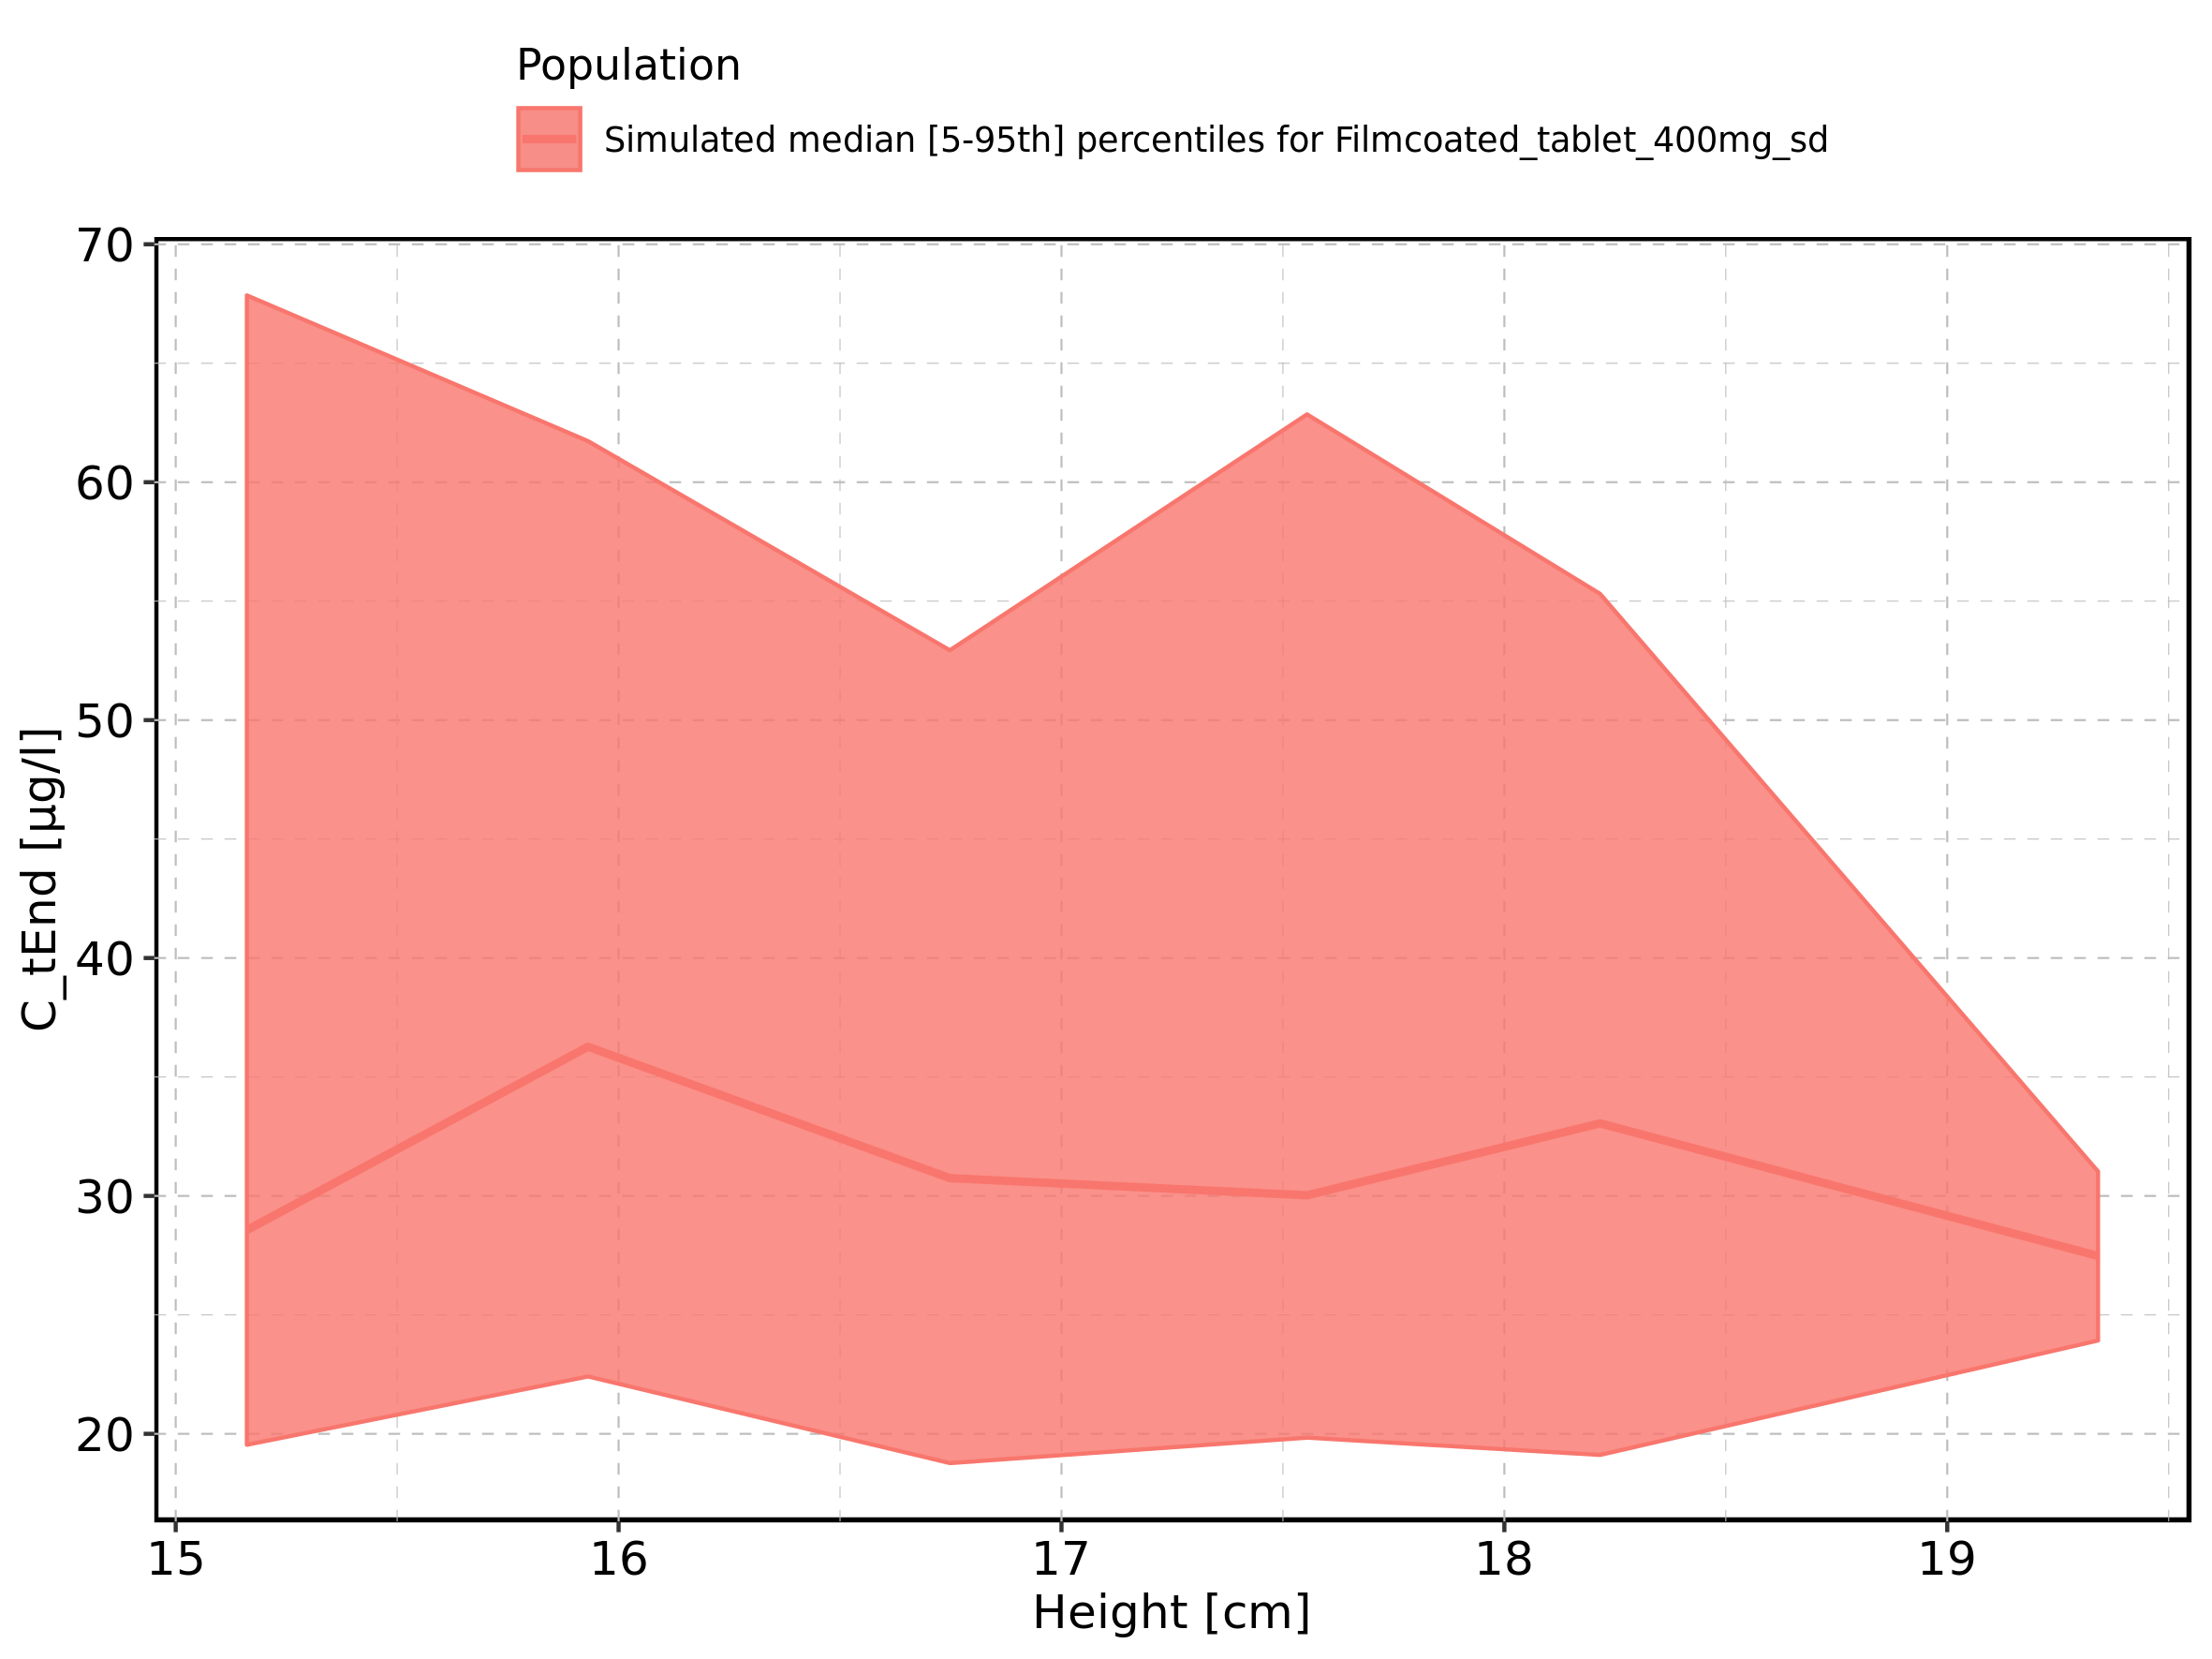 Population
Simulated median [5-95th] percentiles for Filmcoated_tablet_400mg_sd
70
60
50
40
30
20
C_tEnd [µg/l]
15 16 17 18 19
Height [cm]